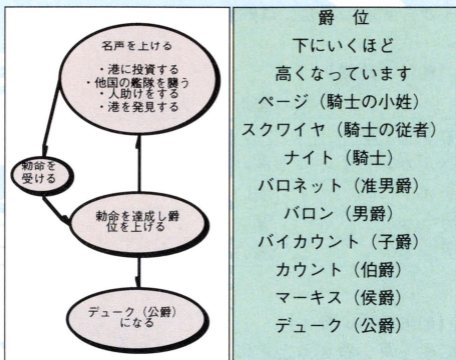 名声を上げる
・港に投資する
・他国の艦隊を襲う
・人助けをする
・港を発見する
勅命を
受ける
勅命を達成し爵
位を上げる
デューク（公爵）
になる
爵　位
下にいくほど
高くなっています
ページ（騎士の小姓）
スクワイヤ（騎士の従者）
ナイト（騎士）
バロネット（准男爵）
バロン（男爵）
バイカウント（子爵）
カウント（伯爵）
マーキス（侯爵）
デューク（公爵）